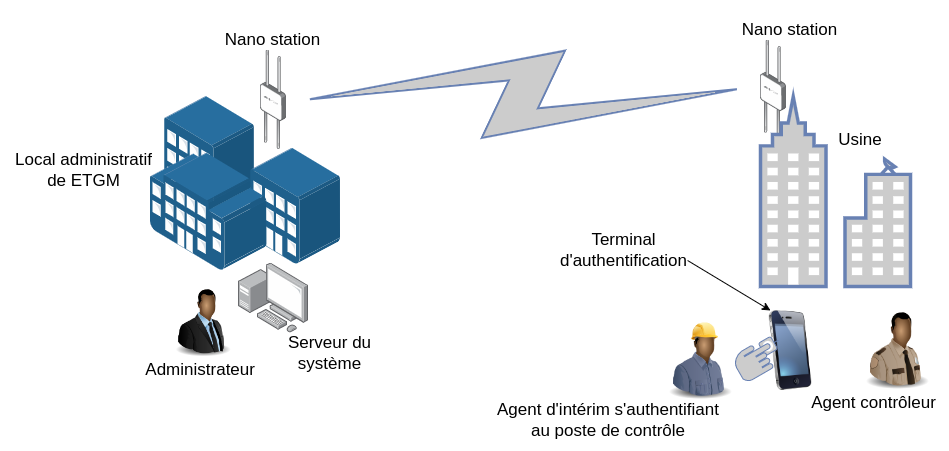 Nano station
Nano station
Local administratif
de ETGM
Usine
Terminal
d'authentification
Serveur du
système
Administrateur
Agent d'intérim s'authentifiant
au poste de contrôle
Agent contrôleur